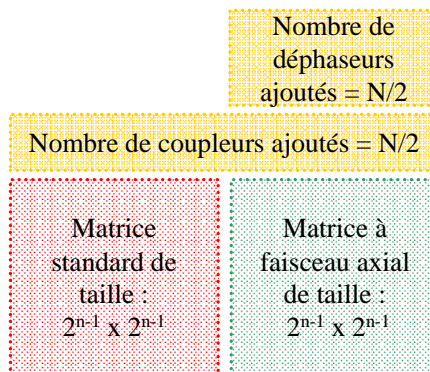 Nombre de
déphaseurs
ajoutés = N/2
Nombre de coupleurs ajoutés = N/2
Matrice
standard de
taille :
2ⁿ⁻¹ x 2ⁿ⁻¹
Matrice à
faisceau axial
de taille :
2ⁿ⁻¹ x 2ⁿ⁻¹